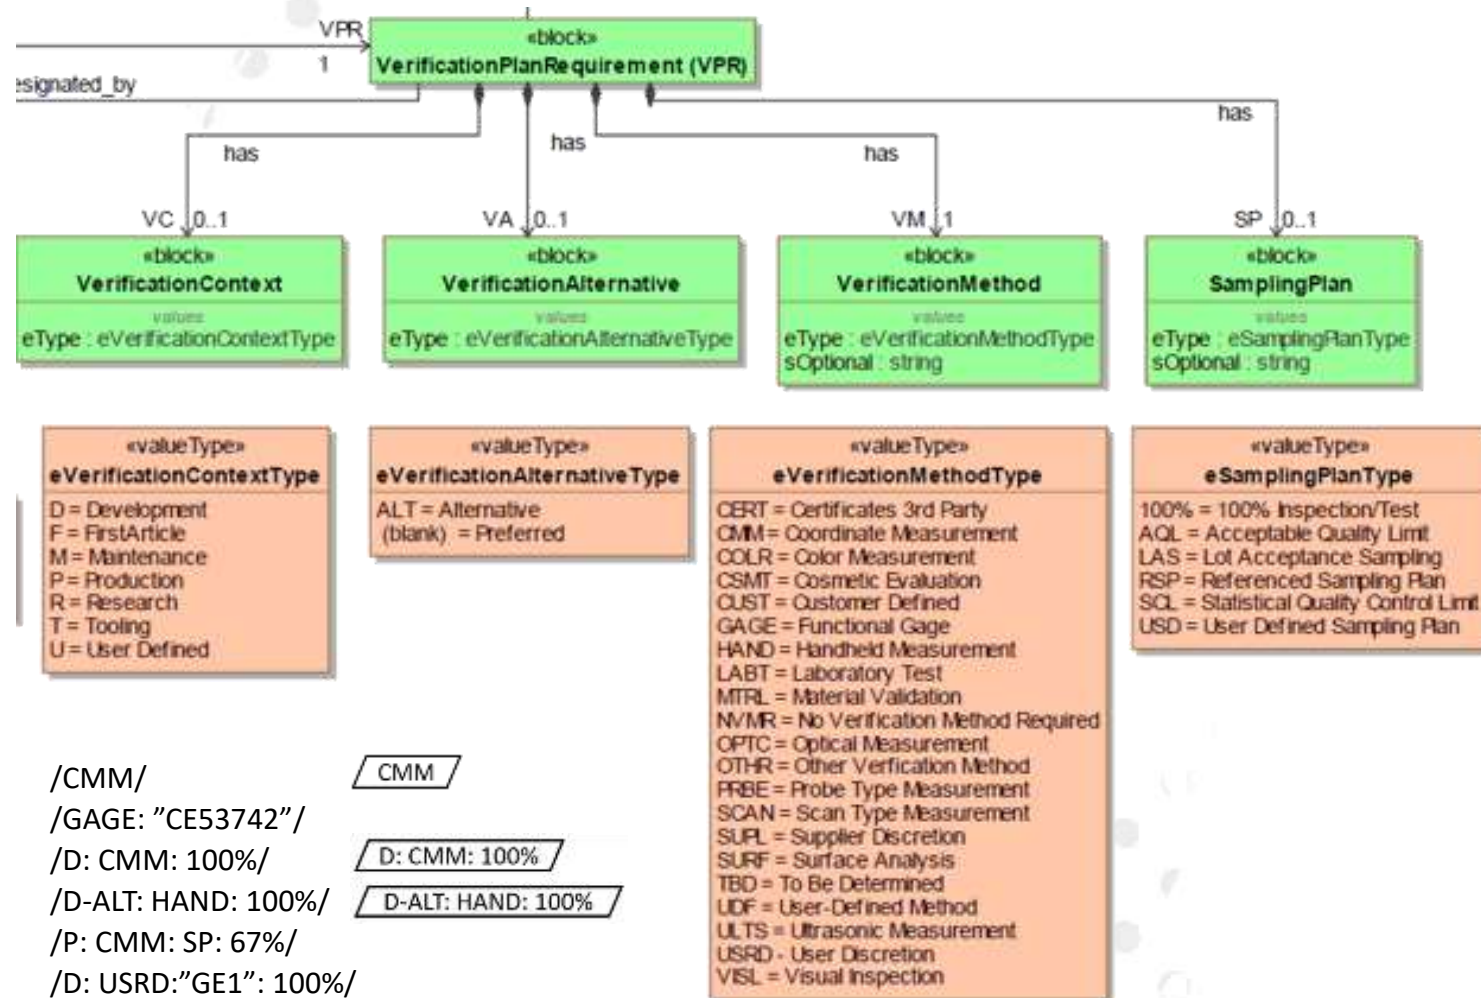 VPR
1
esignated_by
«block»
VerificationPlanRequirement (VPR)
has
has
has
has
VC 0..1
VA 0..1
VM 1
SP 0..1
«block»
VerificationContext
values
eType : eVerificationContextType
«block»
VerificationAlternative
values
eType : eVerificationAlternativeType
«block»
VerificationMethod
values
eType : eVerificationMethodType
sOptional : string
«block»
SamplingPlan
values
eType : eSamplingPlanType
sOptional : string
«valueType»
eVerificationContextType
D = Development
F = FirstArticle
M = Maintenance
P = Production
R = Research
T = Tooling
U = User Defined
«valueType»
eVerificationAlternativeType
ALT = Alternative
(blank) = Preferred
«valueType»
eVerificationMethodType
CERT = Certificates 3rd Party
CMM = Coordinate Measurement
COLR = Color Measurement
CSMT = Cosmetic Evaluation
CUST = Customer Defined
GAGE = Functional Gage
HAND = Handheld Measurement
LABT = Laboratory Test
MTRL = Material Validation
NVMR = No Verification Method Required
OPTC = Optical Measurement
OTHR = Other Verfication Method
PRBE = Probe Type Measurement
SCAN = Scan Type Measurement
SUPL = Supplier Discretion
SURF = Surface Analysis
TBD = To Be Determined
UDF = User-Defined Method
ULTS = Ultrasonic Measurement
USRD - User Discretion
VISL = Visual Inspection
«valueType»
eSamplingPlanType
100% = 100% Inspection/Test
AQL = Acceptable Quality Limit
LAS = Lot Acceptance Sampling
RSP = Referenced Sampling Plan
SCL = Statistical Quality Control Limit
USD = User Defined Sampling Plan
/CMM/
/GAGE: ”CE53742”/
/D: CMM: 100%/
/D-ALT: HAND: 100%/
/P: CMM: SP: 67%/
/D: USRD:”GE1”: 100%/
CMM
D: CMM: 100%
D-ALT: HAND: 100%